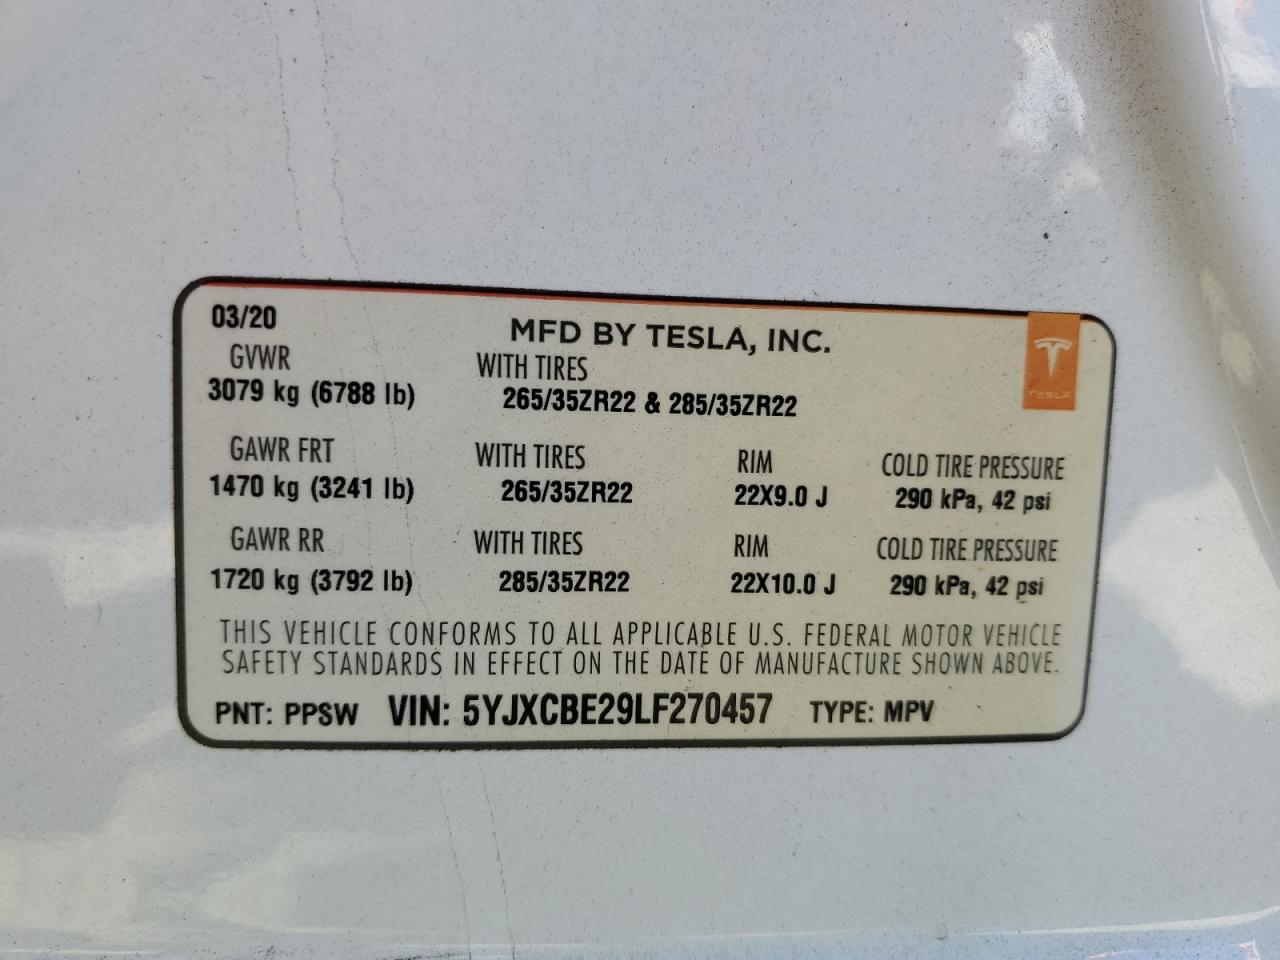 03/20
MFD BY TESLA, INC.
GVWR WITH TIRES
3079 kg (6788 lb) 265/35ZR22 & 285/35ZR22
TESLA
GAWR FRT WITH TIRES RIM COLD TIRE PRESSURE
1470 kg (3241 lb) 265/35ZR22 22X9.0 J 290 kPa, 42 psi
GAWR RR WITH TIRES RIM COLD TIRE PRESSURE
1720 kg (3792 lb) 285/35ZR22 22X10.0 J 290 kPa, 42 psi
THIS VEHICLE CONFORMS TO ALL APPLICABLE U.S. FEDERAL MOTOR VEHICLE
SAFETY STANDARDS IN EFFECT ON THE DATE OF MANUFACTURE SHOWN ABOVE.
PNT: PPSW VIN: 5YJXCBE29LF270457 TYPE: MPV